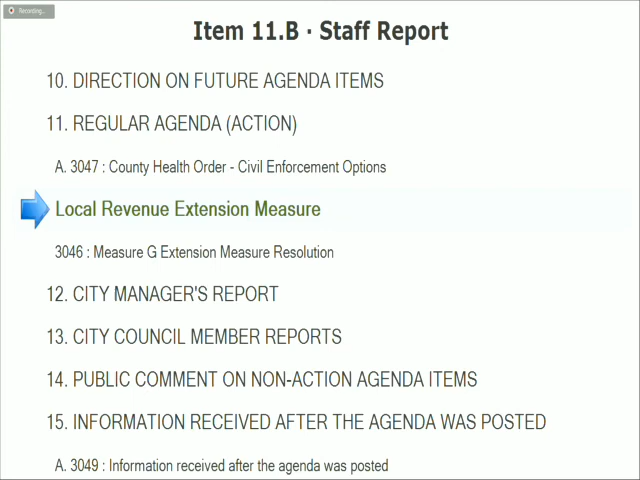 Recording...
Item 11.B · Staff Report
10. DIRECTION ON FUTURE AGENDA ITEMS
11. REGULAR AGENDA (ACTION)
A. 3047 : County Health Order - Civil Enforcement Options
Local Revenue Extension Measure
3046 : Measure G Extension Measure Resolution
12. CITY MANAGER'S REPORT
13. CITY COUNCIL MEMBER REPORTS
14. PUBLIC COMMENT ON NON-ACTION AGENDA ITEMS
15. INFORMATION RECEIVED AFTER THE AGENDA WAS POSTED
A. 3049 : Information received after the agenda was posted